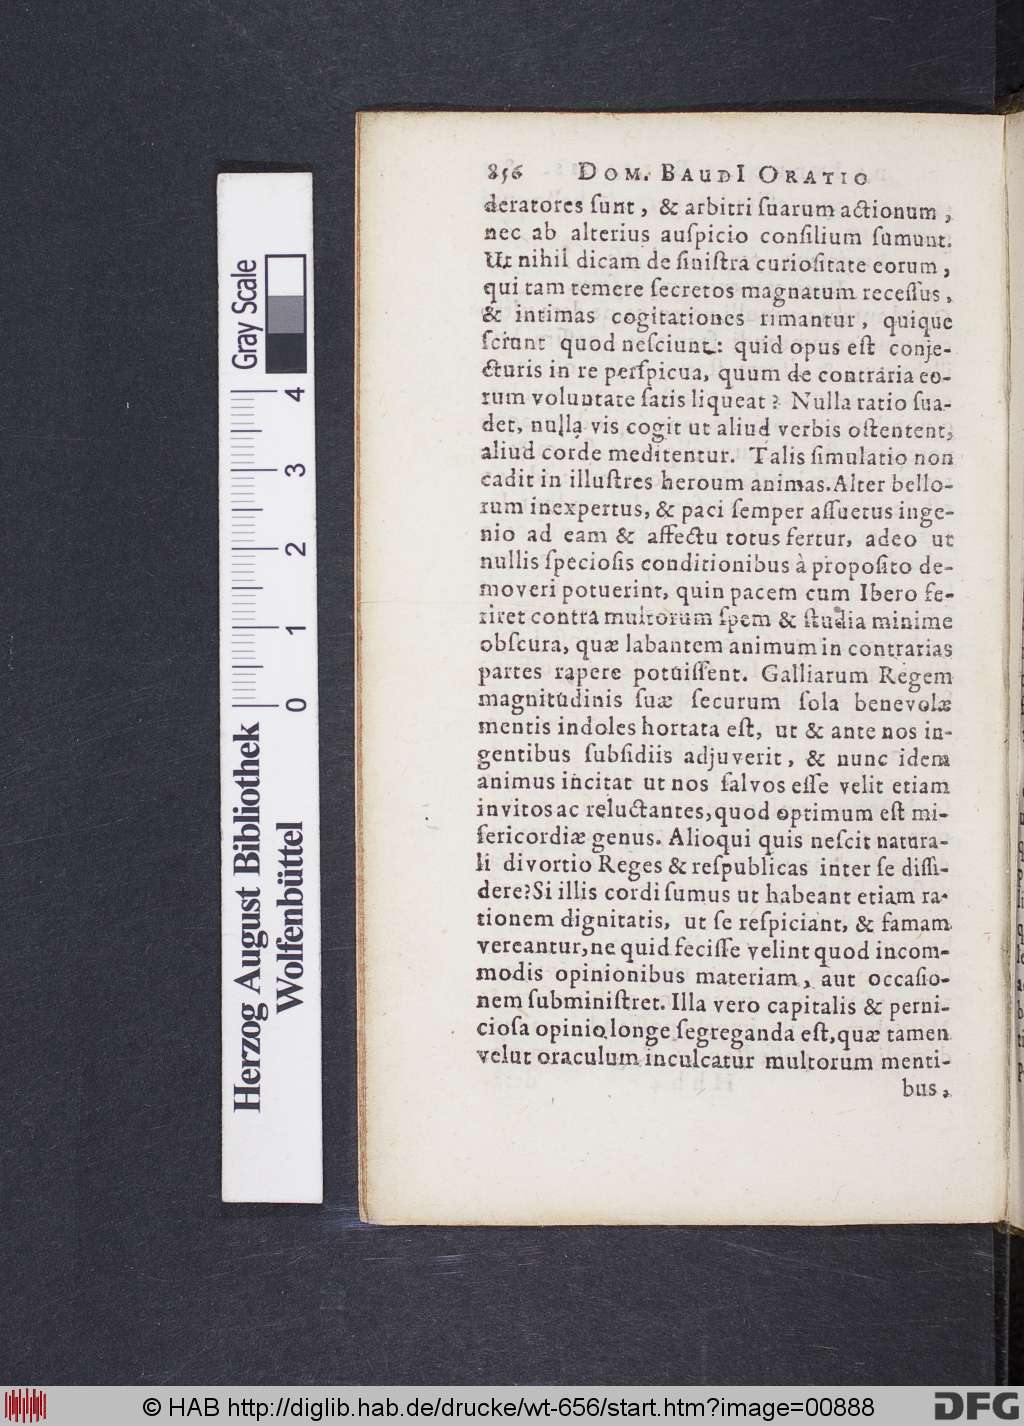 856 DOM. BAUDI ORATIO
deratores ſunt, & arbitri ſuarum actionum,
nec ab alterius auſpicio conſilium ſumunt.
Ut nihil dicam de ſiniſtra curioſitate eorum,
qui tam temere ſecretos magnatum receſſus,
& intimas cogitationes rimantur, quique
ſciunt quod neſciunt: quid opus eſt conje-
cturis in re perſpicua, quum de contraria eo-
rum voluntate ſatis liqueat? Nulla ratio ſua-
det, nulla vis cogit ut aliud verbis oſtentent,
aliud corde meditentur. Talis ſimulatio non
cadit in illuſtres heroum animas. Alter bello-
rum inexpertus, & paci ſemper aſſuetus inge-
nio ad eam & affectu totus fertur, adeo ut
nullis ſpecioſis conditionibus à propoſito de-
moveri potuerint, quin pacem cum Ibero fe-
riret contra multorum ſpem & ſtudia minime
obſcura, quæ labantem animum in contrarias
partes rapere potuiſſent. Galliarum Regem
magnitudinis ſuæ ſecurum ſola benevolæ
mentis indoles hortata eſt, ut & ante nos in-
gentibus ſubſidiis adjuverit, & nunc idem
animus incitat ut nos ſalvos eſſe velit etiam
invitos ac reluctantes, quod optimum eſt mi-
ſericordiæ genus. Alioqui quis neſcit natura-
li divortio Reges & reſpublicas inter ſe diſſi-
dere? Si illis cordi ſumus ut habeant etiam ra-
tionem dignitatis, ut ſe reſpiciant, & famam
vereantur, ne quid feciſſe velint quod incom-
modis opinionibus materiam, aut occaſio-
nem ſubminiſtret. Illa vero capitalis & perni-
cioſa opinio longe ſegreganda eſt, quæ tamen
velut oraculum inculcatur multorum menti-
bus,
Herzog August Bibliothek
Wolfenbüttel
0 1 2 3 4
Gray Scale
© HAB http://diglib.hab.de/drucke/wt-656/start.htm?image=00888
DFG